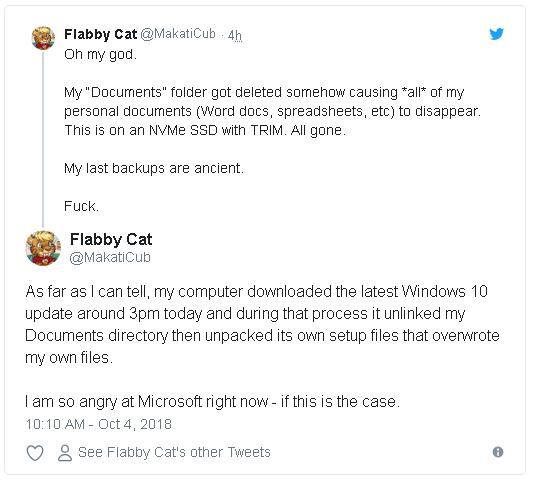 Flabby Cat @MakatiCub · 4h
Oh my god.
My "Documents" folder got deleted somehow causing *all* of my
personal documents (Word docs, spreadsheets, etc) to disappear.
This is on an NVMe SSD with TRIM. All gone.
My last backups are ancient.
Fuck.
Flabby Cat
@MakatiCub
As far as I can tell, my computer downloaded the latest Windows 10
update around 3pm today and during that process it unlinked my
Documents directory then unpacked its own setup files that overwrote
my own files.
I am so angry at Microsoft right now - if this is the case.
10:10 AM - Oct 4, 2018
See Flabby Cat's other Tweets